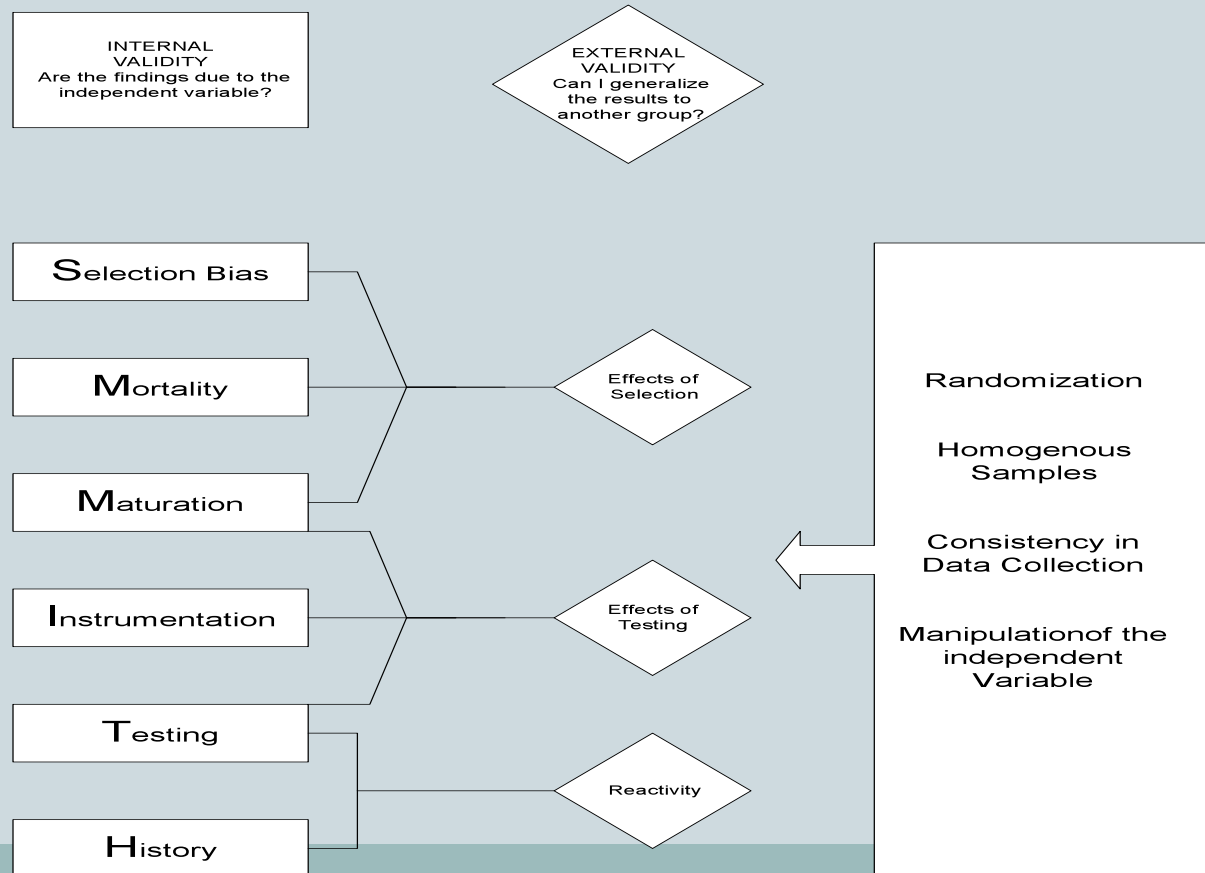 INTERNAL
VALIDITY
Are the findings due to the
independent variable?
EXTERNAL
VALIDITY
Can I generalize
the results to
another group?
Selection Bias
Mortality
Maturation
Instrumentation
Testing
History
Effects of
Selection
Effects of
Testing
Reactivity
Randomization
Homogenous
Samples
Consistency in
Data Collection
Manipulationof the
independent
Variable